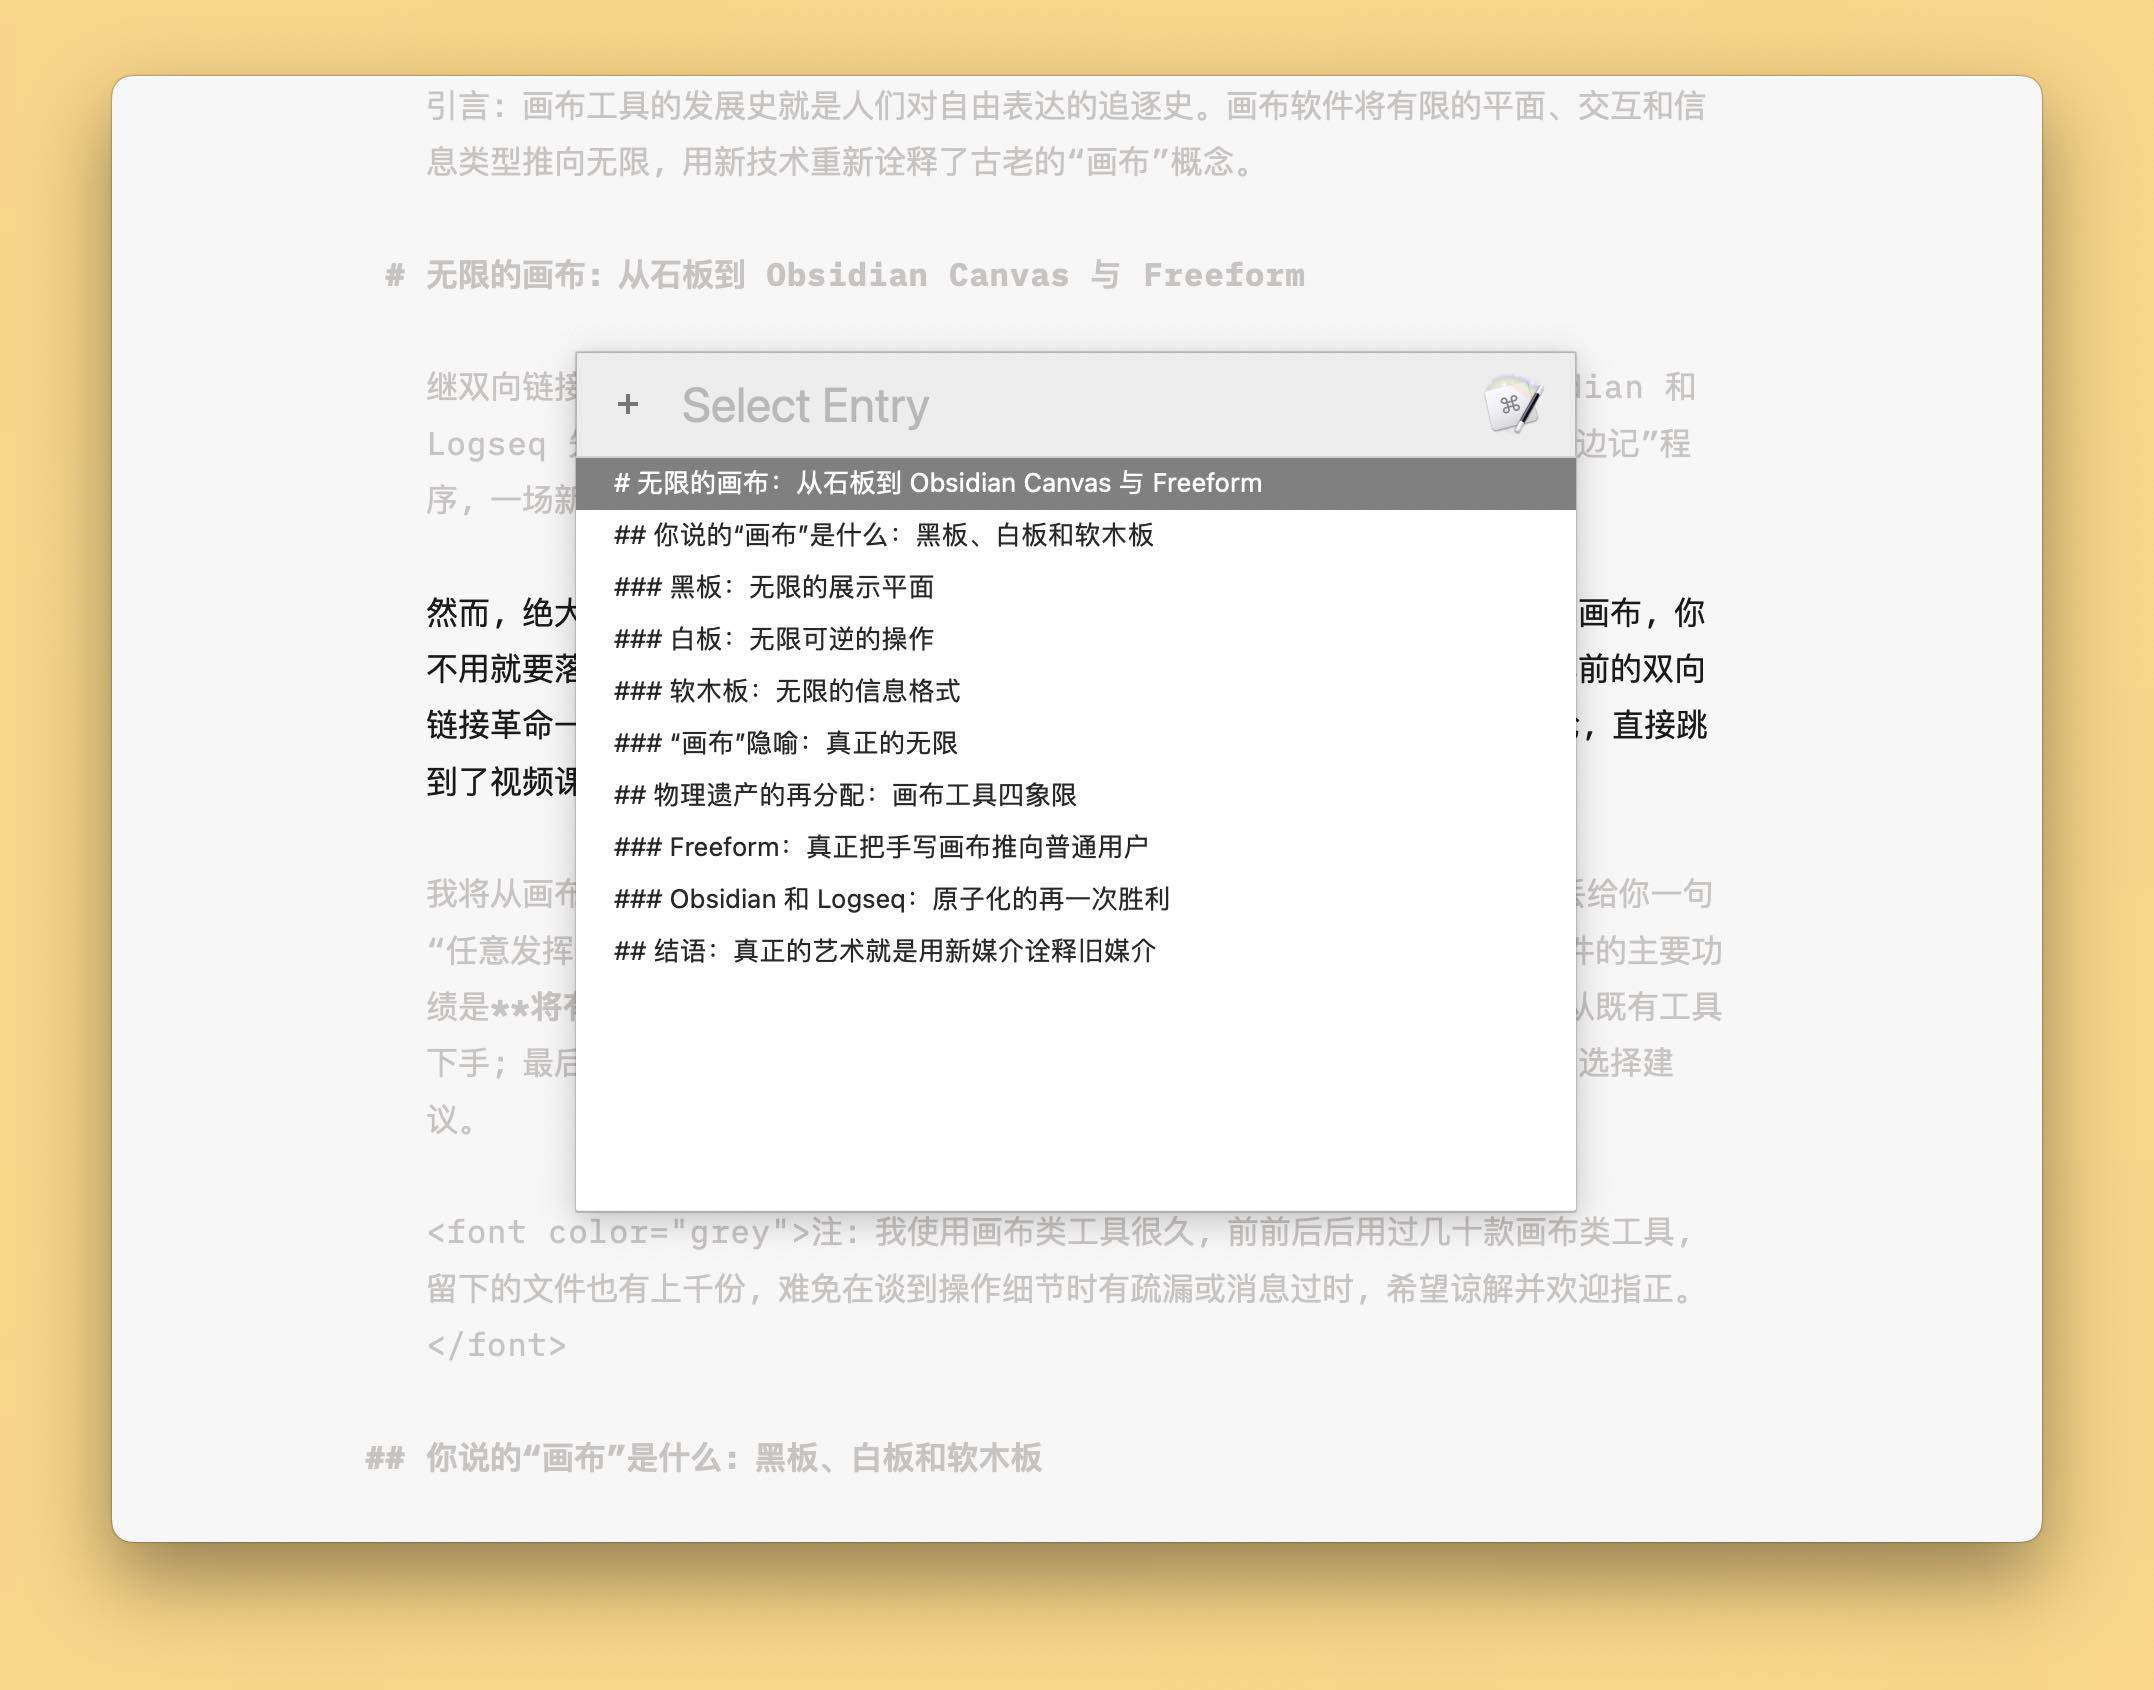 引言：画布工具的发展史就是人们对自由表达的追逐史。画布软件将有限的平面、交互和信
息类型推向无限，用新技术重新诠释了古老的“画布”概念。
# 无限的画布：从石板到 Obsidian Canvas 与 Freeform
继双向链接
dian 和
Logseq
边记”程
序，一场新
+ Select Entry
# 无限的画布：从石板到 Obsidian Canvas 与 Freeform
## 你说的“画布”是什么：黑板、白板和软木板
### 黑板：无限的展示平面
### 白板：无限可逆的操作
### 软木板：无限的信息格式
### “画布”隐喻：真正的无限
## 物理遗产的再分配：画布工具四象限
### Freeform：真正把手写画布推向普通用户
### Obsidian 和 Logseq：原子化的再一次胜利
## 结语：真正的艺术就是用新媒介诠释旧媒介
然而，绝大
画布，你
不用就要落
前的双向
链接革命一
，直接跳
到了视频课
我将从画布
丢给你一句
“任意发挥
件的主要功
绩是**将有
从既有工具
下手；最后
选择建
议。
<font color="grey">注：我使用画布类工具很久，前前后后用过几十款画布类工具，
留下的文件也有上千份，难免在谈到操作细节时有疏漏或消息过时，希望谅解并欢迎指正。
</font>
## 你说的“画布”是什么：黑板、白板和软木板